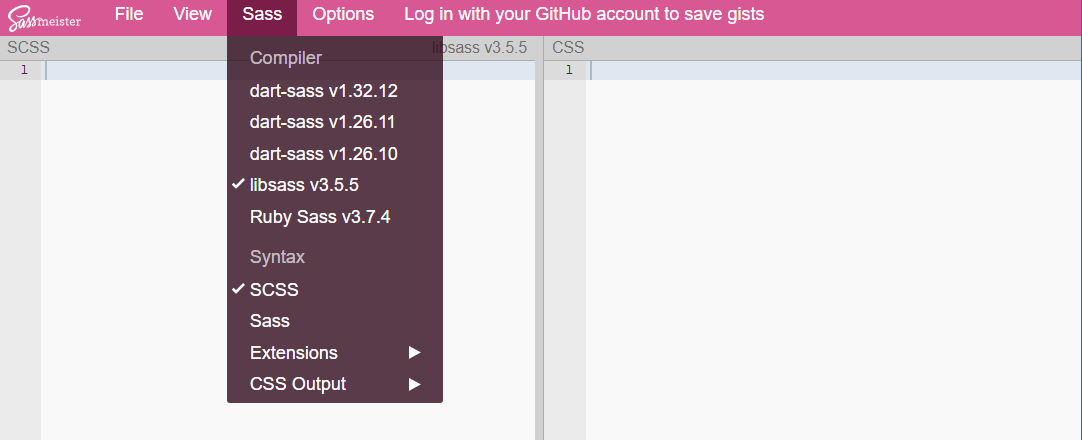 Sass meister File View Sass Options Log in with your GitHub account to save gists
SCSS libsass v3.5.5 CSS
1 1
Compiler
dart-sass v1.32.12
dart-sass v1.26.11
dart-sass v1.26.10
libsass v3.5.5
Ruby Sass v3.7.4
Syntax
SCSS
Sass
Extensions
CSS Output